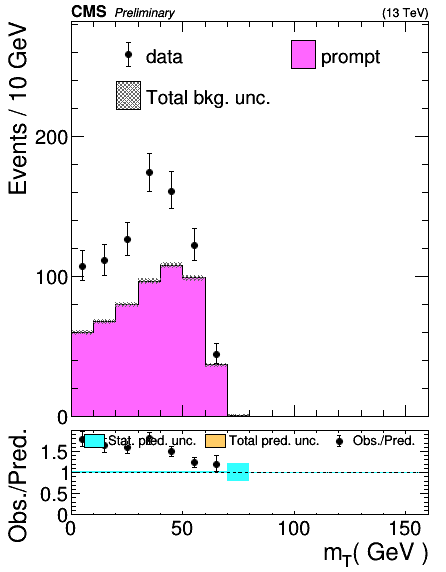 CMS Preliminary (13 TeV)
Events / 10 GeV
data
prompt
Total bkg. unc.
200
100
0
Obs./Pred.
Stat. pred. unc.
Total pred. unc.
Obs./Pred.
1.5
1
0.5
0
0 50 100 150
m_T( GeV )